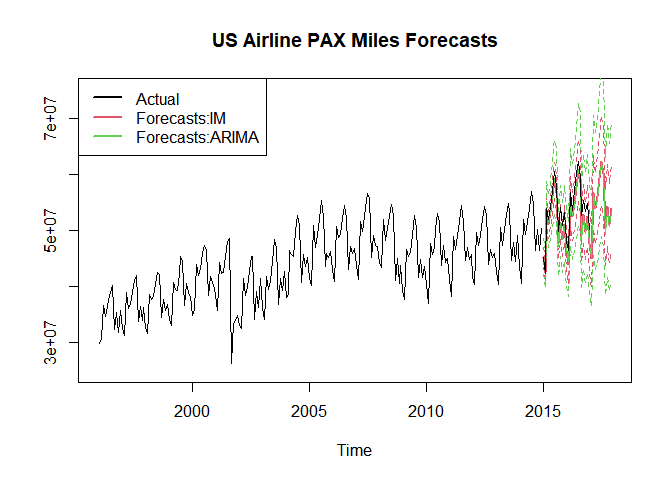 US Airline PAX Miles Forecasts
Actual
Forecasts:IM
Forecasts:ARIMA
7e+07
5e+07
3e+07
2000
2005
2010
2015
Time